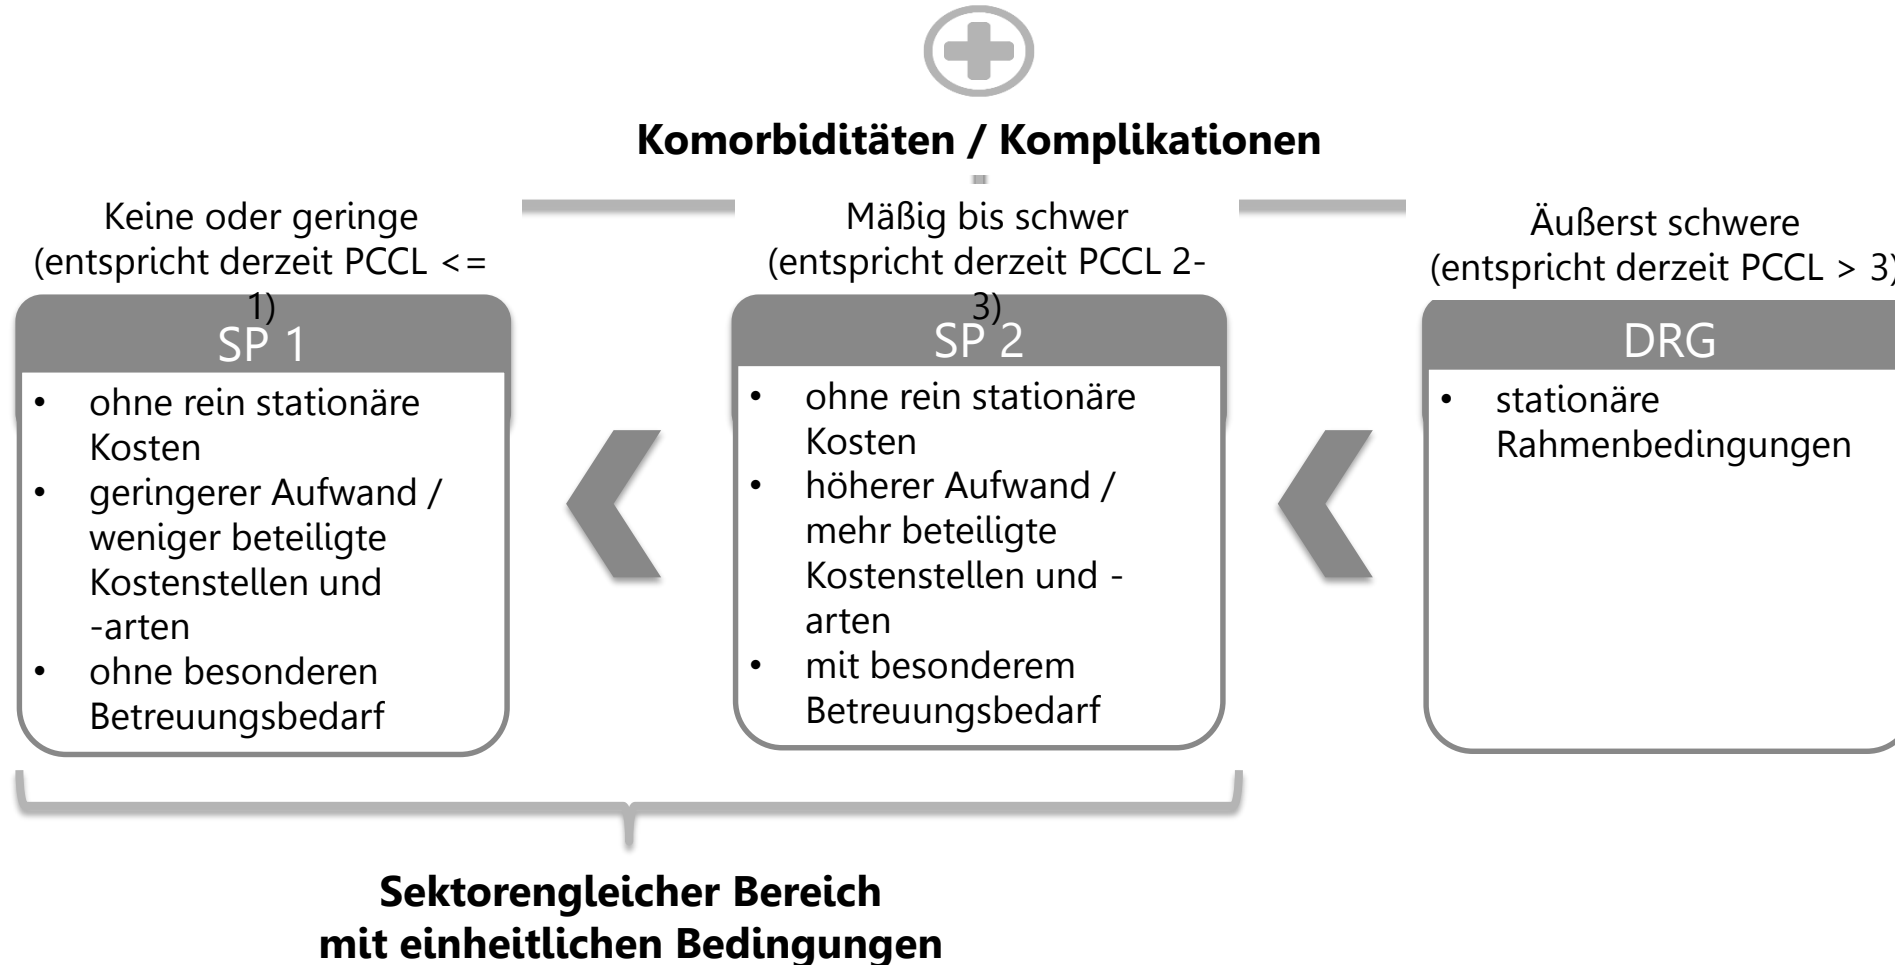 Komorbiditäten / Komplikationen
Keine oder geringe
(entspricht derzeit PCCL <=
1)
SP 1
• ohne rein stationäre
Kosten
• geringerer Aufwand /
weniger beteiligte
Kostenstellen und
-arten
• ohne besonderen
Betreuungsbedarf
Mäßig bis schwer
(entspricht derzeit PCCL 2-
3)
SP 2
• ohne rein stationäre
Kosten
• höherer Aufwand /
mehr beteiligte
Kostenstellen und -
arten
• mit besonderem
Betreuungsbedarf
Äußerst schwere
(entspricht derzeit PCCL > 3)
DRG
• stationäre
Rahmenbedingungen
Sektorengleicher Bereich
mit einheitlichen Bedingungen